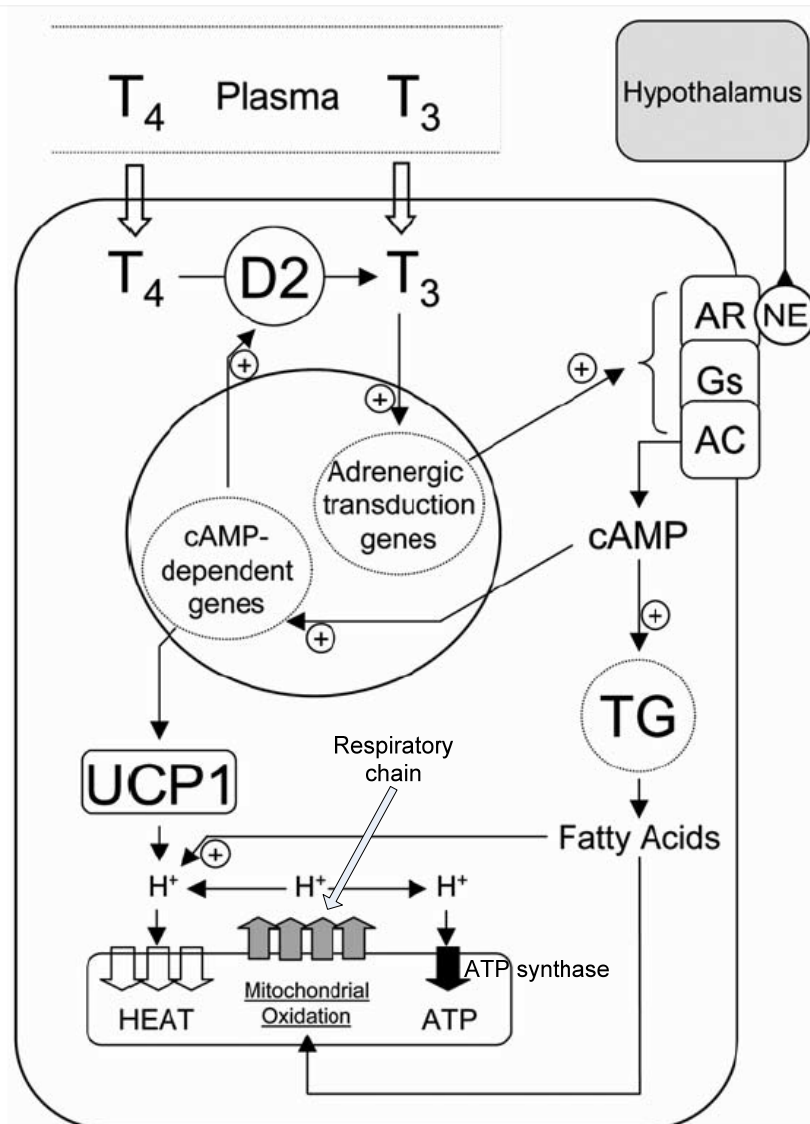 T4 Plasma T3
Hypothalamus
T4 D2 T3
AR NE
Gs
AC
+
+
+
Adrenergic
transduction
genes
cAMP
cAMP-
dependent
genes
+
+
TG
Respiratory
chain
UCP1
Fatty Acids
+
H+ H+ H+
ATP synthase
Mitochondrial
Oxidation
HEAT ATP